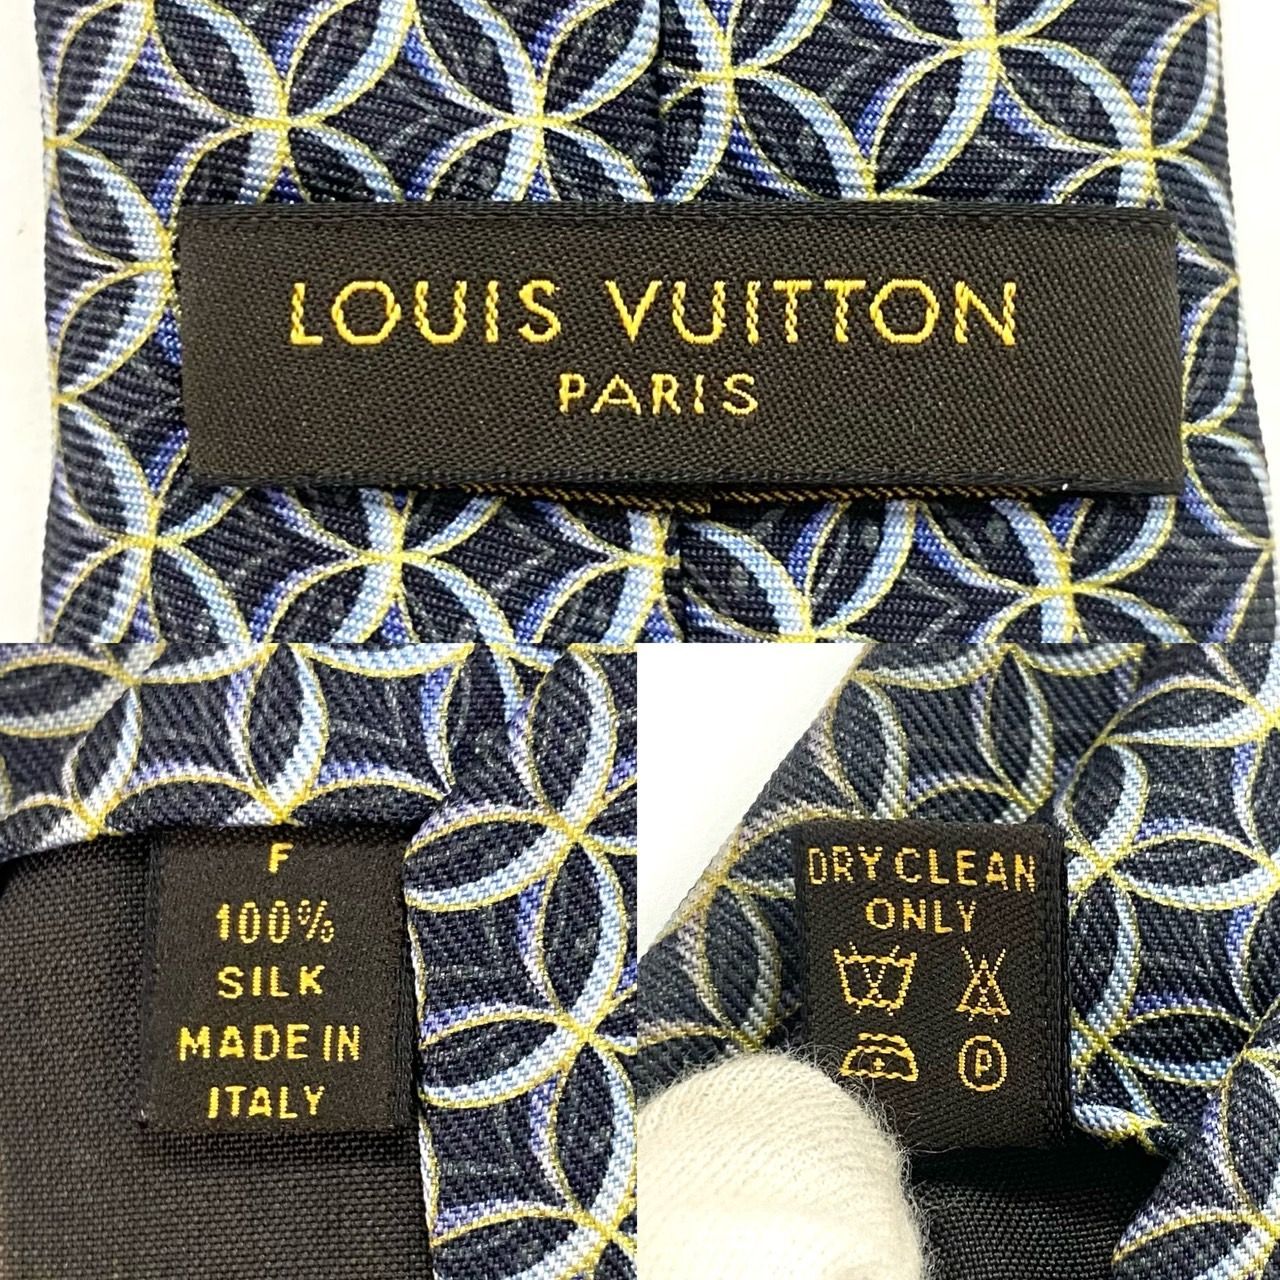 LOUIS VUITTON
PARIS
F
100%
SILK
MADE IN
ITALY
DRY CLEAN
ONLY
P